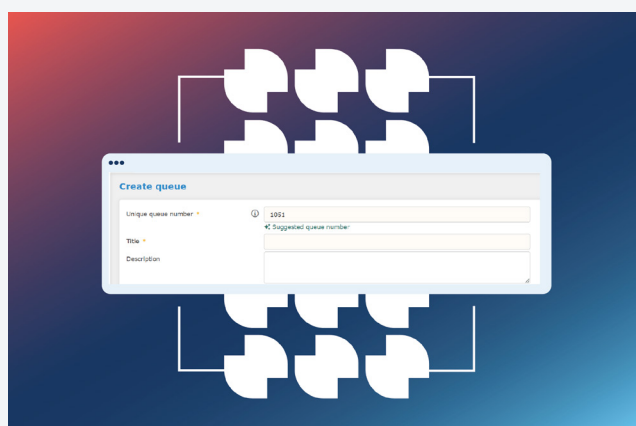 Create queue
Unique queue number *
1051
Suggested queue number
Title *
Description